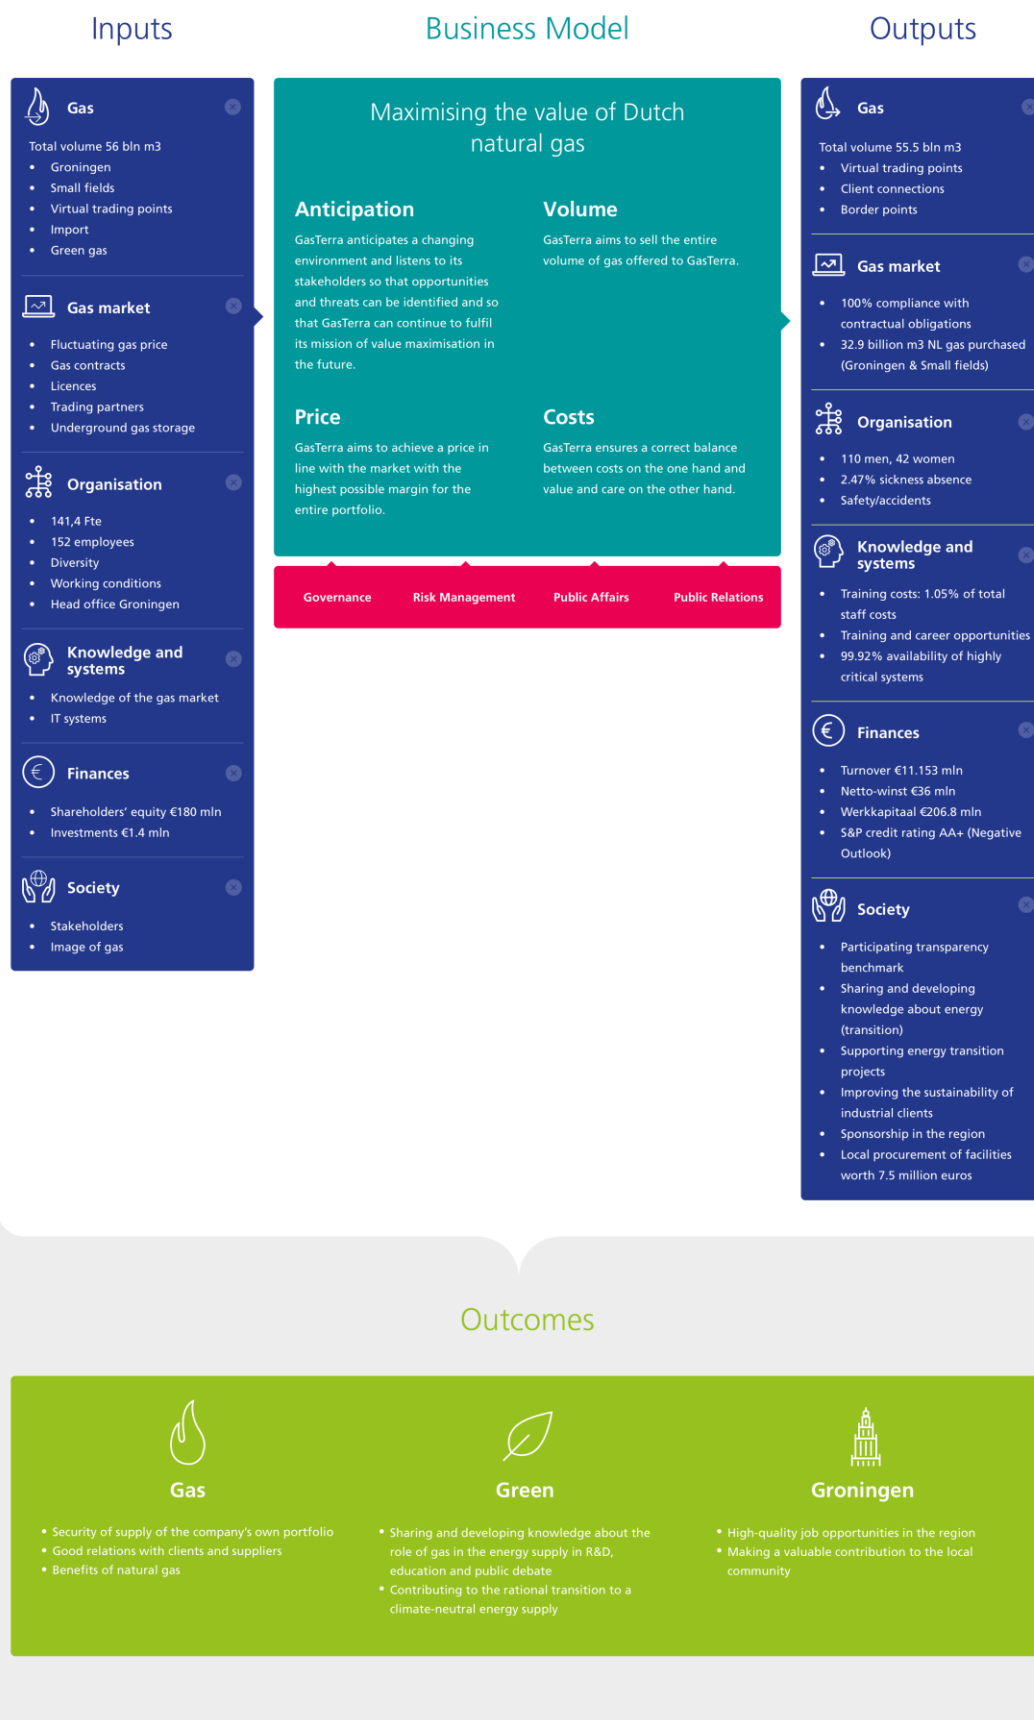 Inputs
Gas
Total volume 56 bln m3
• Groningen
• Small fields
• Virtual trading points
• Import
• Green gas
Gas market
• Fluctuating gas price
• Gas contracts
• Licences
• Trading partners
• Underground gas storage
Organisation
• 141,4 Fte
• 152 employees
• Diversity
• Working conditions
• Head office Groningen
Knowledge and
systems
• Knowledge of the gas market
• IT systems
Finances
• Shareholders' equity €180 mln
• Investments €1.4 mln
Society
• Stakeholders
• Image of gas
Business Model
Maximising the value of Dutch
natural gas
Anticipation
GasTerra anticipates a changing
environment and listens to its
stakeholders so that opportunities
and threats can be identified and so
that GasTerra can continue to fulfil
its mission of value maximisation in
the future.
Volume
GasTerra aims to sell the entire
volume of gas offered to GasTerra.
Price
GasTerra aims to achieve a price in
line with the market with the
highest possible margin for the
entire portfolio.
Costs
GasTerra ensures a correct balance
between costs on the one hand and
value and care on the other hand.
Governance
Risk Management
Public Affairs
Public Relations
Outputs
Gas
Total volume 55.5 bln m3
• Virtual trading points
• Client connections
• Border points
Gas market
• 100% compliance with
contractual obligations
• 32.9 billion m3 NL gas purchased
(Groningen & Small fields)
Organisation
• 110 men, 42 women
• 2.47% sickness absence
• Safety/accidents
Knowledge and
systems
• Training costs: 1.05% of total
staff costs
• Training and career opportunities
• 99.92% availability of highly
critical systems
Finances
• Turnover €11.153 mln
• Netto-winst €36 mln
• Werkkapitaal €206.8 mln
• S&P credit rating AA+ (Negative
Outlook)
Society
• Participating transparency
benchmark
• Sharing and developing
knowledge about energy
(transition)
• Supporting energy transition
projects
• Improving the sustainability of
industrial clients
• Sponsorship in the region
• Local procurement of facilities
worth 7.5 million euros
Outcomes
Gas
• Security of supply of the company's own portfolio
• Good relations with clients and suppliers
• Benefits of natural gas
Green
• Sharing and developing knowledge about the
role of gas in the energy supply in R&D,
education and public debate
• Contributing to the rational transition to a
climate-neutral energy supply
Groningen
• High-quality job opportunities in the region
• Making a valuable contribution to the local
community